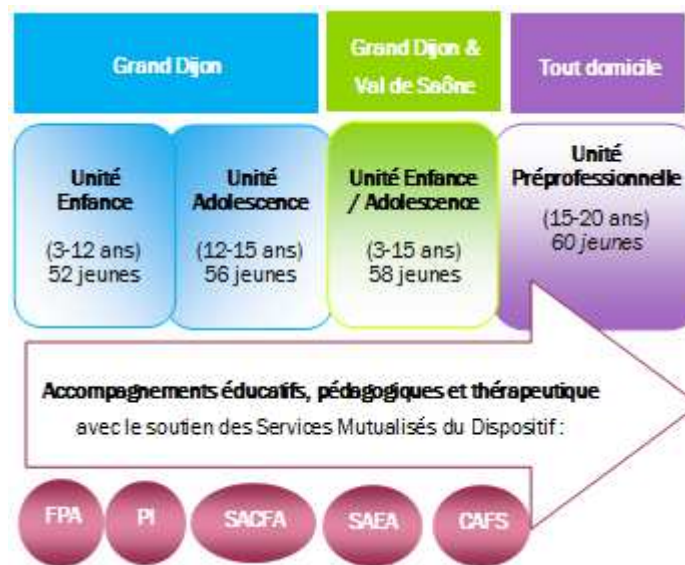 Grand Dijon
Grand Dijon &
Val de Saône
Tout domicile
Unité
Enfance
(3-12 ans)
52 jeunes
Unité
Adolescence
(12-15 ans)
56 jeunes
Unité Enfance
/ Adolescence
(3-15 ans)
58 jeunes
Unité
Préprofessionnelle
(15-20 ans)
60 jeunes
Accompagnements éducatifs, pédagogiques et thérapeutique
avec le soutien des Services Mutualisés du Dispositif :
FPA
PI
SACFA
SAEA
CAFS